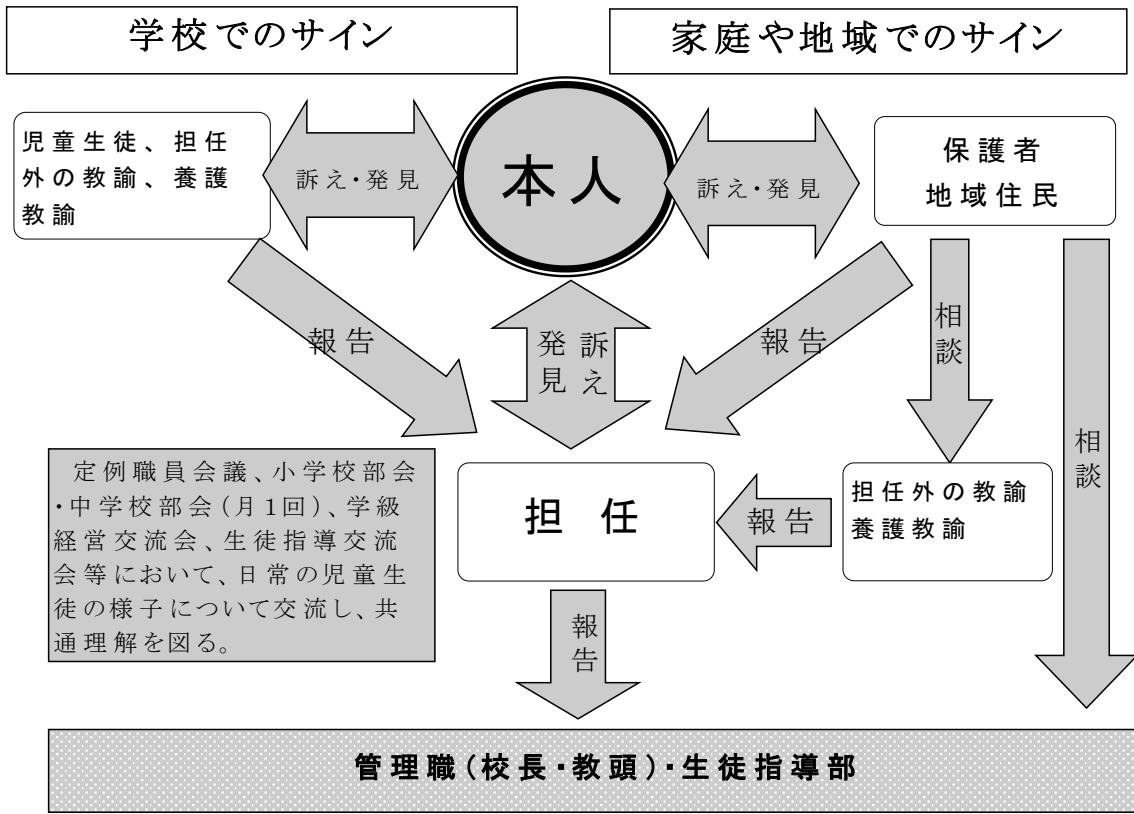 学校でのサイン
家庭や地域でのサイン
児童生徒、担任
外の教諭、養護
教諭
訴え・発見
本人
訴え・発見
保護者
地域住民
報告
訴え
発見
報告
相談
相談
定例職員会議、小学校部会
・中学校部会(月1回)、学級
経営交流会、生徒指導交流
会等において、日常の児童生
徒の様子について交流し、共
通理解を図る。
担 任
報告
担任外の教諭
養護教諭
報告
管理職(校長・教頭)・生徒指導部